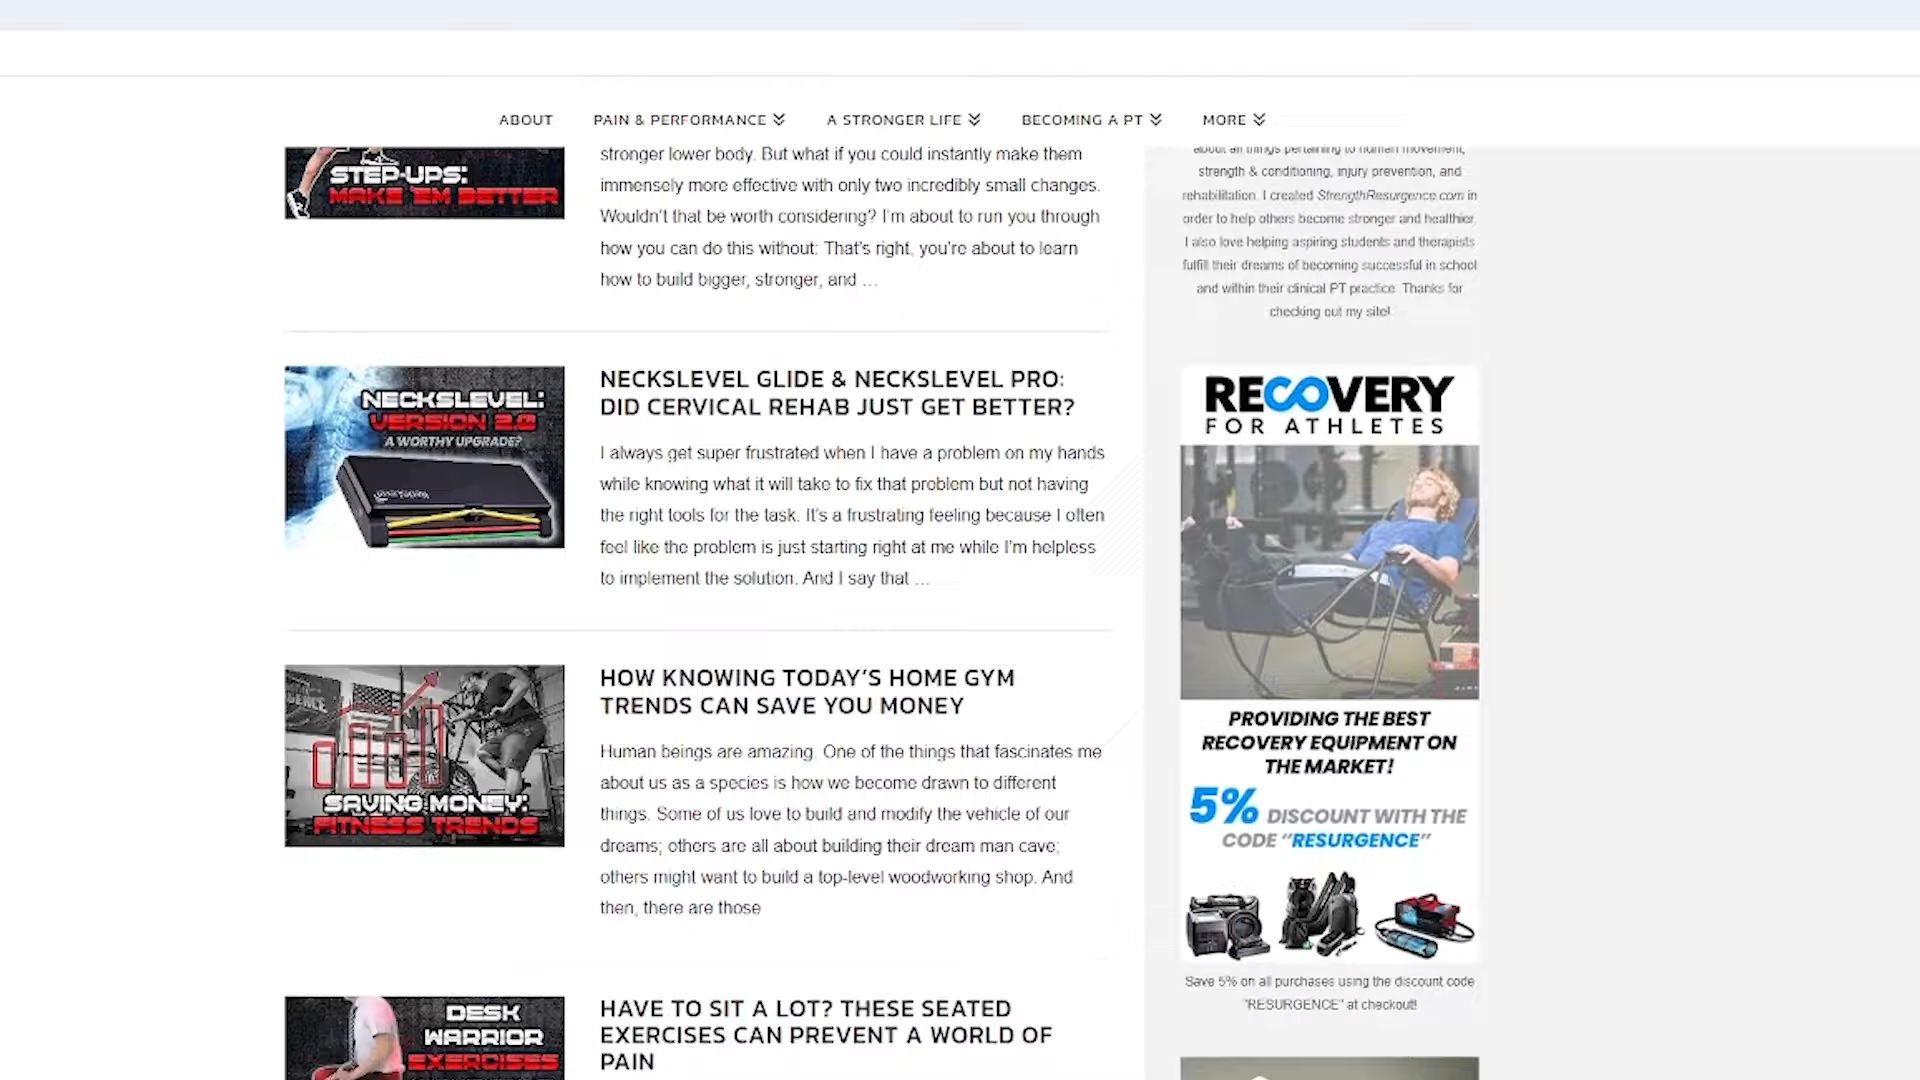 ABOUT
PAIN & PERFORMANCE
A STRONGER LIFE
BECOMING A PT
MORE
STEP-UPS:
MAKE 'EM BETTER
stronger lower body. But what if you could instantly make them
immensely more effective with only two incredibly small changes.
Wouldn't that be worth considering? I'm about to run you through
how you can do this without: That's right, you're about to learn
how to build bigger, stronger, and …
NECKSLEVEL:
VERSION 2.0
A WORTHY UPGRADE?
NECKSLEVEL GLIDE & NECKSLEVEL PRO:
DID CERVICAL REHAB JUST GET BETTER?
I always get super frustrated when I have a problem on my hands
while knowing what it will take to fix that problem but not having
the right tools for the task. It's a frustrating feeling because I often
feel like the problem is just starting right at me while I'm helpless
to implement the solution. And I say that …
SAVING MONEY:
FITNESS TRENDS
HOW KNOWING TODAY'S HOME GYM
TRENDS CAN SAVE YOU MONEY
Human beings are amazing. One of the things that fascinates me
about us as a species is how we become drawn to different
things. Some of us love to build and modify the vehicle of our
dreams; others are all about building their dream man cave;
others might want to build a top-level woodworking shop. And
then, there are those
DESK
WARRIOR
EXERCISES
HAVE TO SIT A LOT? THESE SEATED
EXERCISES CAN PREVENT A WORLD OF
PAIN
about all things pertaining to human movement,
strength & conditioning, injury prevention, and
rehabilitation. I created StrengthResurgence.com in
order to help others become stronger and healthier.
I also love helping aspiring students and therapists
fulfill their dreams of becoming successful in school
and within their clinical PT practice. Thanks for
checking out my site!
RECOVERY
FOR ATHLETES
PROVIDING THE BEST
RECOVERY EQUIPMENT ON
THE MARKET!
5% DISCOUNT WITH THE
CODE "RESURGENCE"
Save 5% on all purchases using the discount code
"RESURGENCE" at checkout!